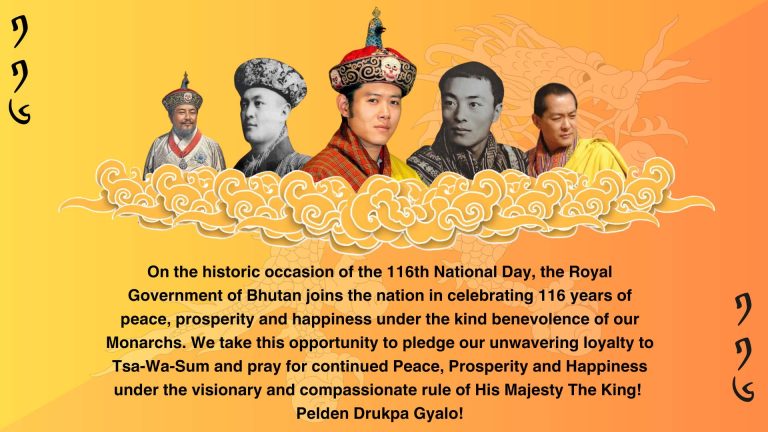 ༡
༡
༦
On the historic occasion of the 116th National Day, the Royal
Government of Bhutan joins the nation in celebrating 116 years of
peace, prosperity and happiness under the kind benevolence of our
Monarchs. We take this opportunity to pledge our unwavering loyalty to
Tsa-Wa-Sum and pray for continued Peace, Prosperity and Happiness
under the visionary and compassionate rule of His Majesty The King!
Pelden Drukpa Gyalo!
༡
༡
༦